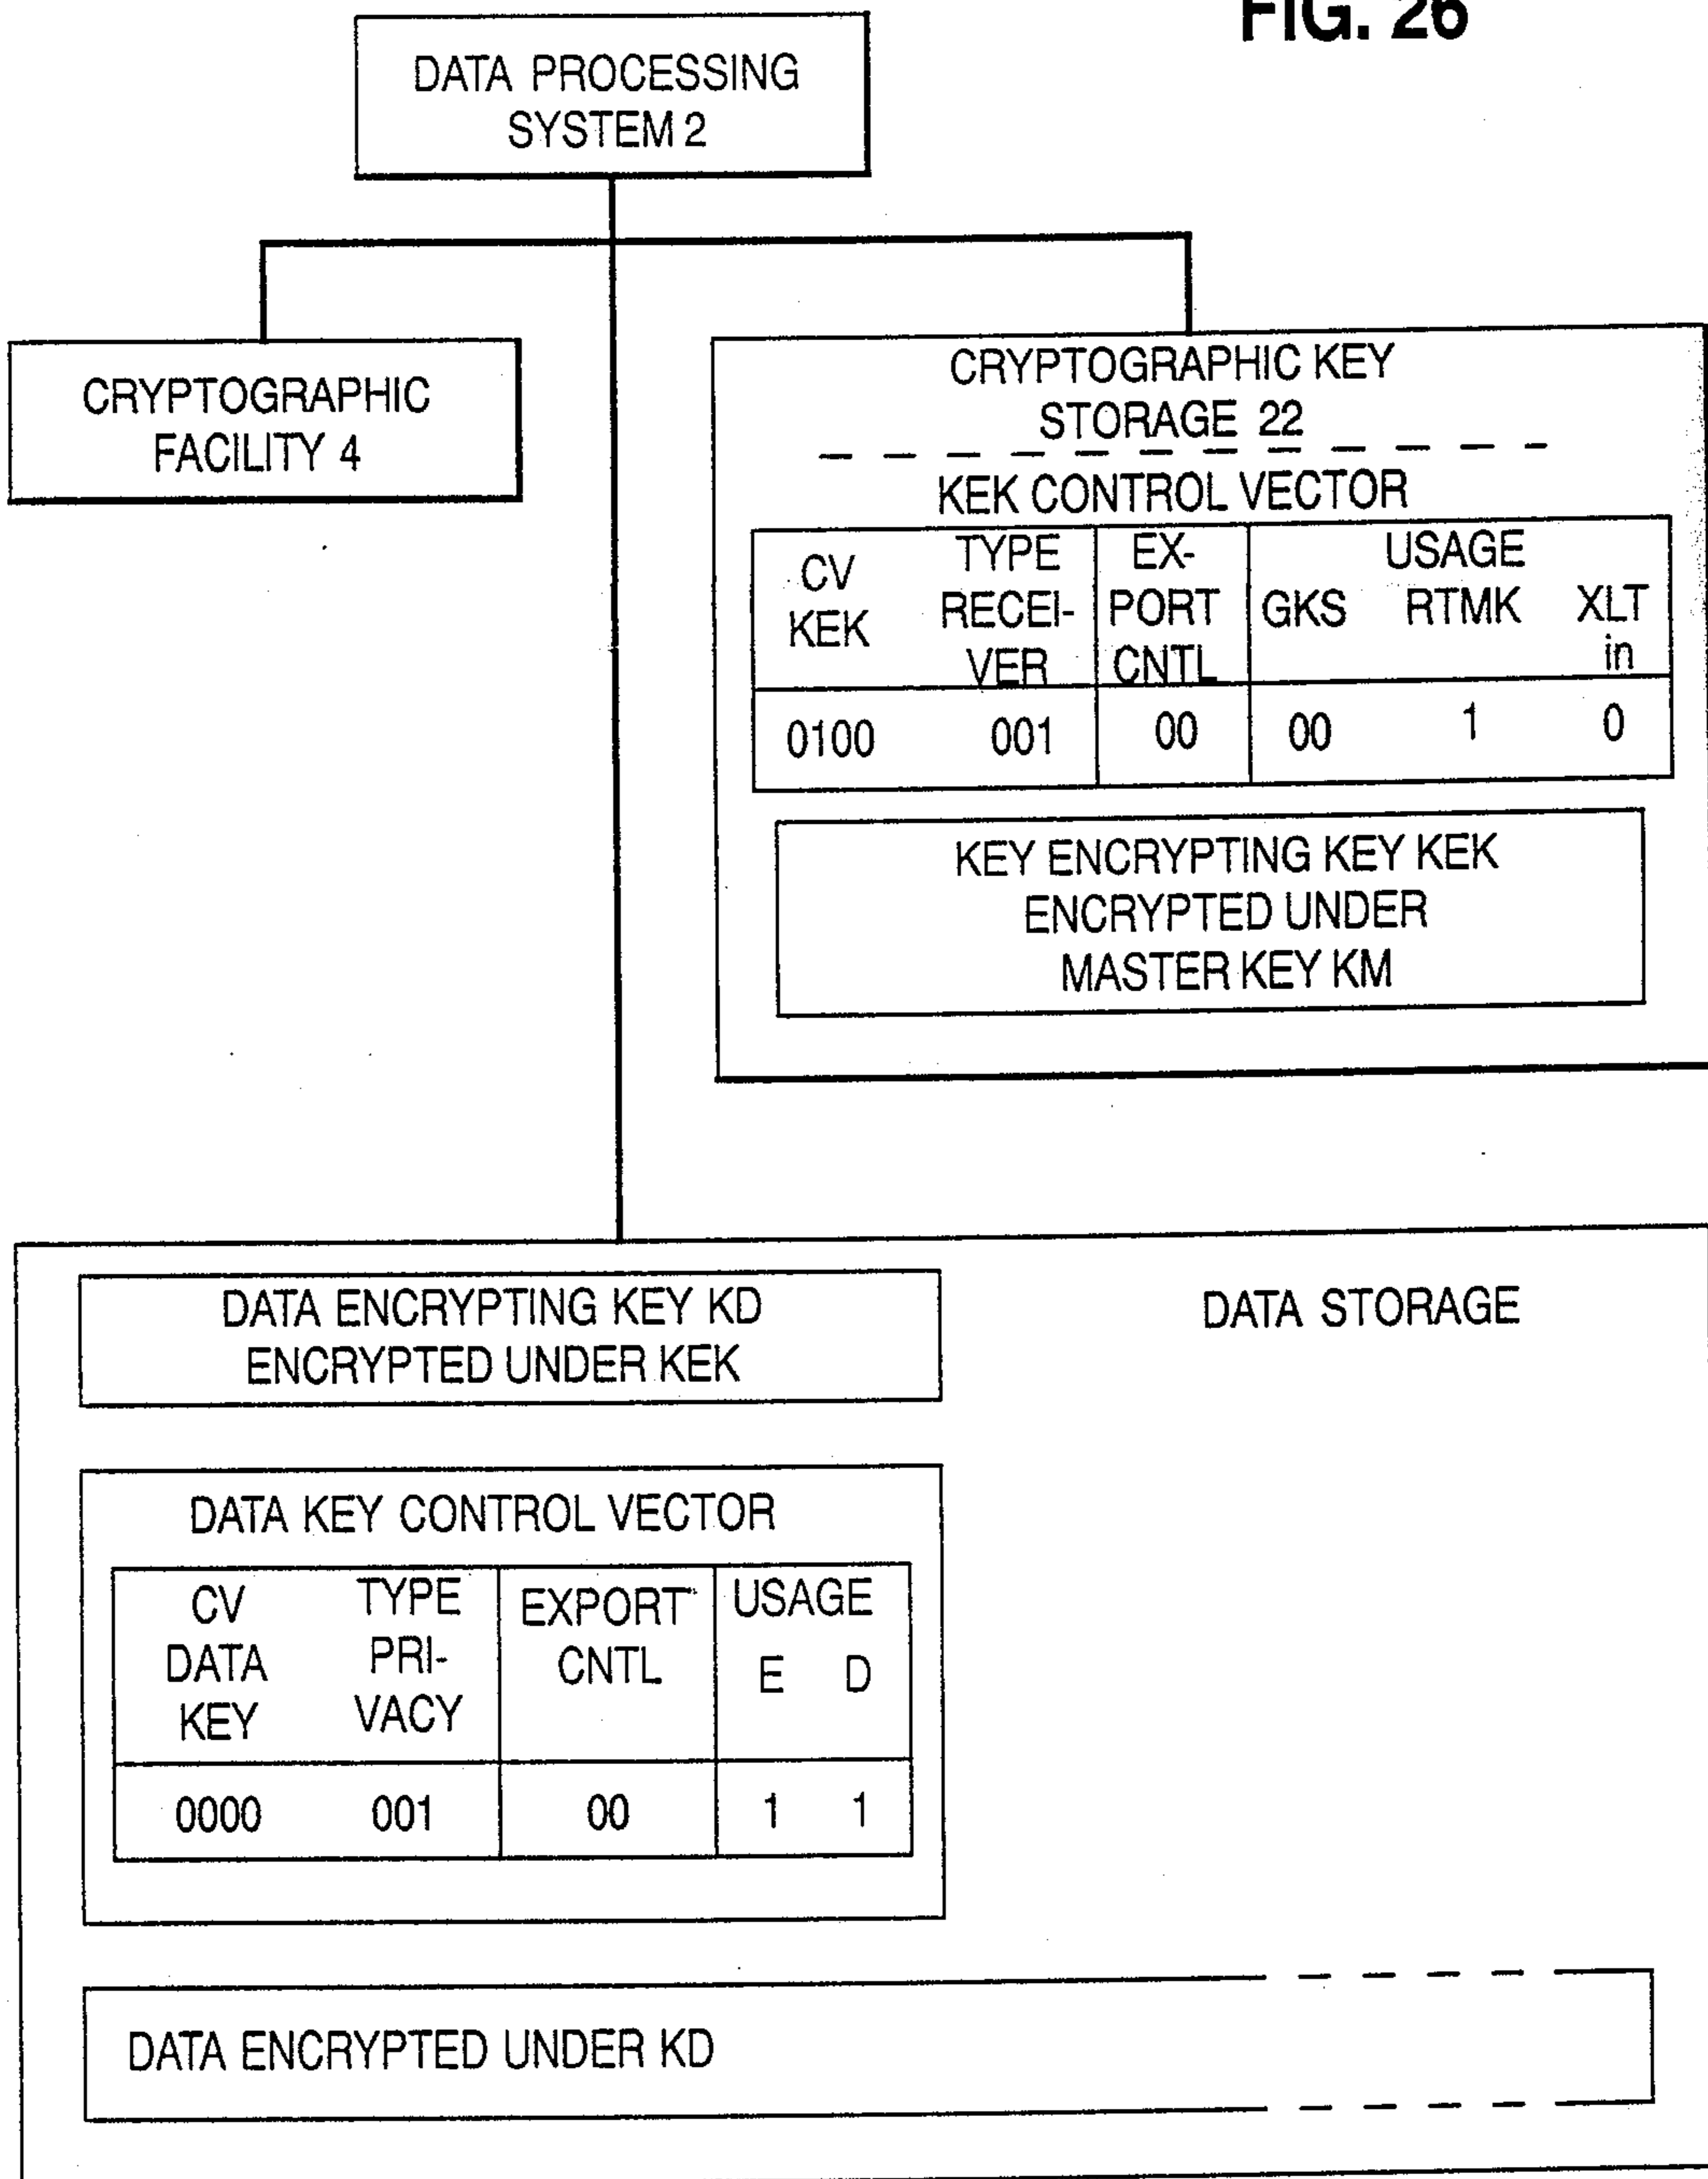 FIG. 26
DATA PROCESSING
SYSTEM 2
CRYPTOGRAPHIC
FACILITY 4
CRYPTOGRAPHIC KEY
STORAGE 22
KEK CONTROL VECTOR
CV
KEK
TYPE
RECEI-
VER
EX-
PORT
CNTL
USAGE
GKS RTMK XLT
in
0100 001 00 00 1 0
KEY ENCRYPTING KEY KEK
ENCRYPTED UNDER
MASTER KEY KM
DATA STORAGE
DATA ENCRYPTING KEY KD
ENCRYPTED UNDER KEK
DATA KEY CONTROL VECTOR
CV
DATA
KEY
TYPE
PRI-
VACY
EXPORT
CNTL
USAGE
E D
0000 001 00 1 1
DATA ENCRYPTED UNDER KD